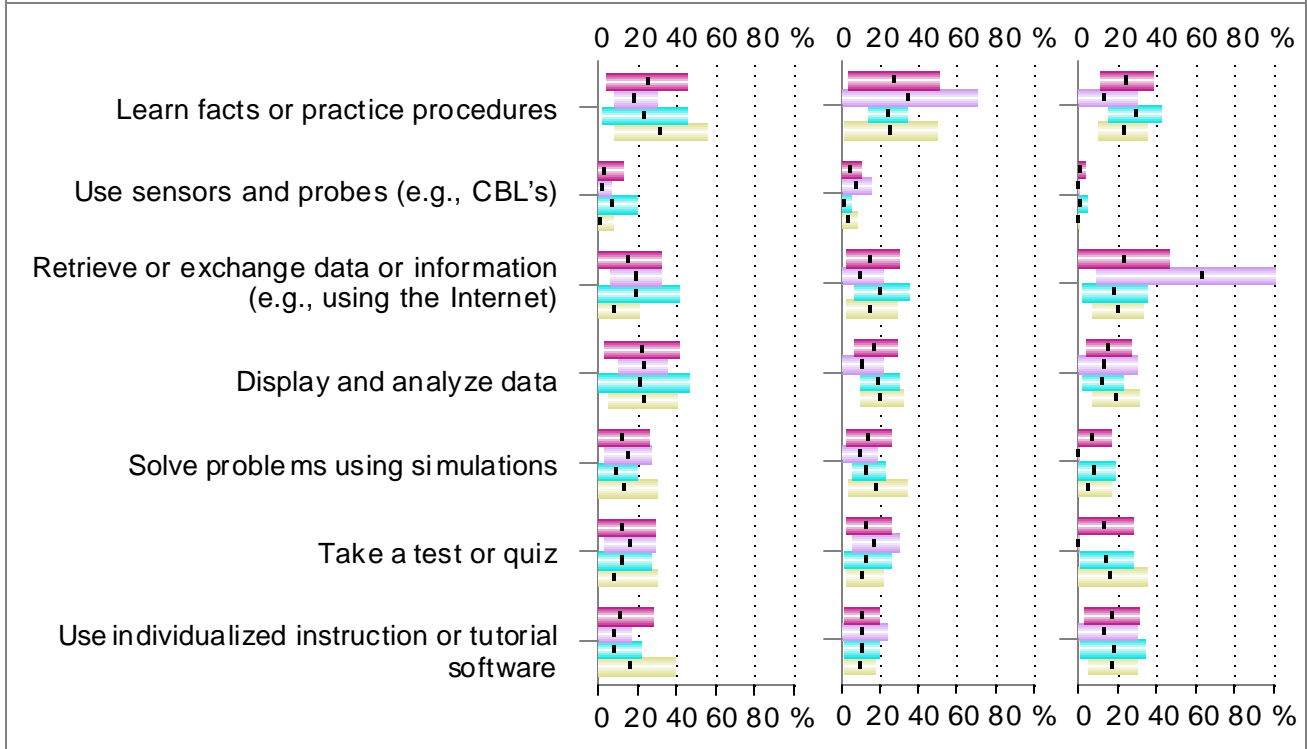 0 20 40 60 80 % 0 20 40 60 80 % 0 20 40 60 80 %
Learn facts or practice procedures
Use sensors and probes (e.g., CBL's)
Retrieve or exchange data or information
(e.g., using the Internet)
Display and analyze data
Solve problems using simulations
Take a test or quiz
Use individualized instruction or tutorial
software
0 20 40 60 80 % 0 20 40 60 80 % 0 20 40 60 80 %